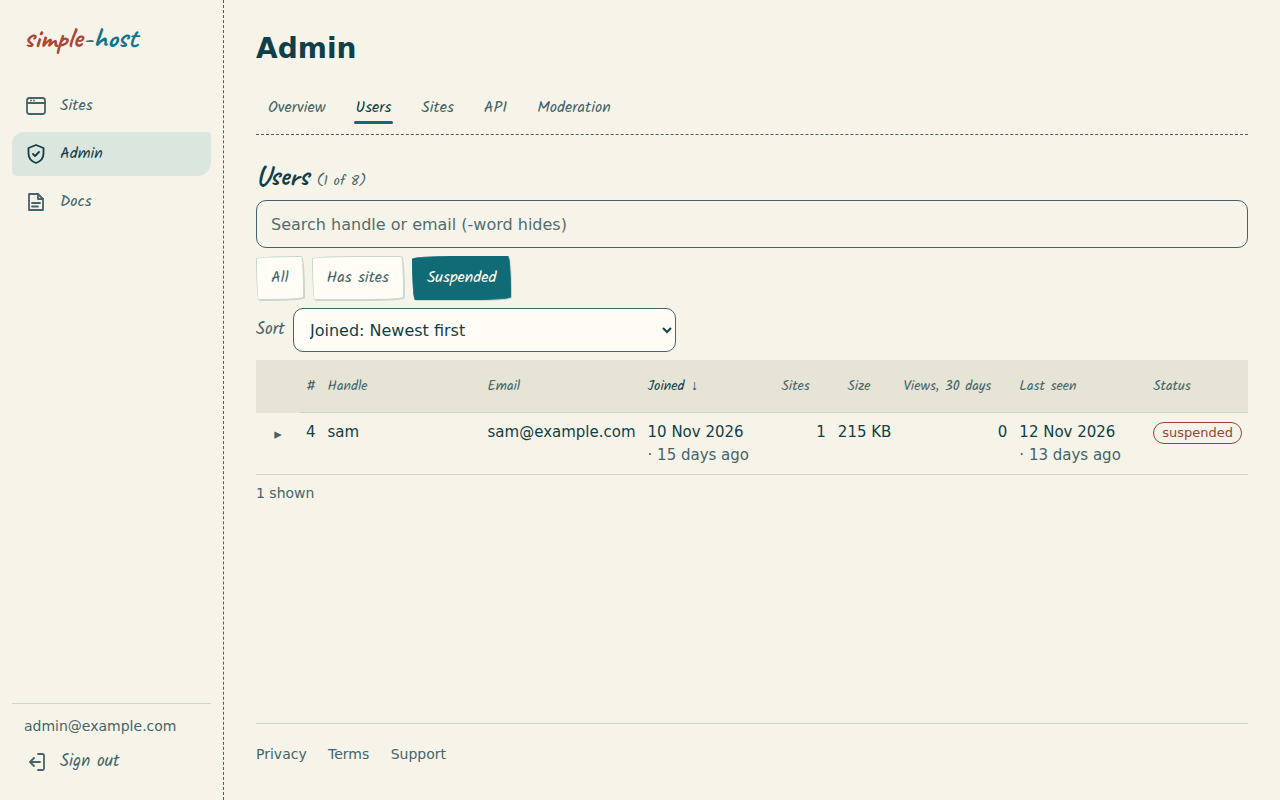 simple-host
Sites
Admin
Docs
admin@example.com
Sign out
Admin
Overview Users Sites API Moderation
Users (1 of 8)
Search handle or email (-word hides)
All Has sites Suspended
Sort Joined: Newest first
# Handle Email Joined ↓ Sites Size Views, 30 days Last seen Status
▸ 4 sam sam@example.com 10 Nov 2026 1 215 KB 0 12 Nov 2026 suspended
· 15 days ago · 13 days ago
1 shown
Privacy Terms Support